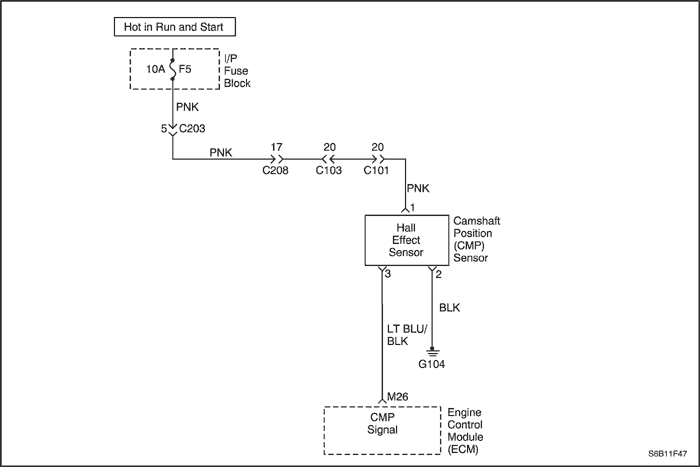 Hot in Run and Start
10A F5
I/P
Fuse
Block
PNK
5 C203
PNK
17
C208
20
C103
20
C101
PNK
1
Hall
Effect
Sensor
Camshaft
Position
(CMP)
Sensor
3
2
BLK
LT BLU/
BLK
G104
M26
CMP
Signal
Engine
Control
Module
(ECM)
S6B11F47